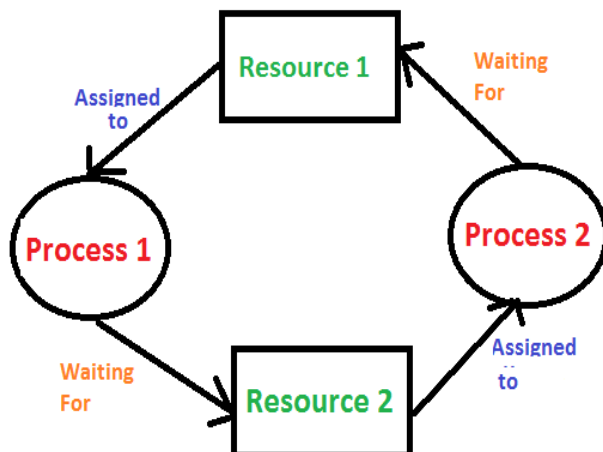 Resource 1
Waiting
For
Assigned
to
Process 1
Process 2
Assigned
to
Waiting
For
Resource 2